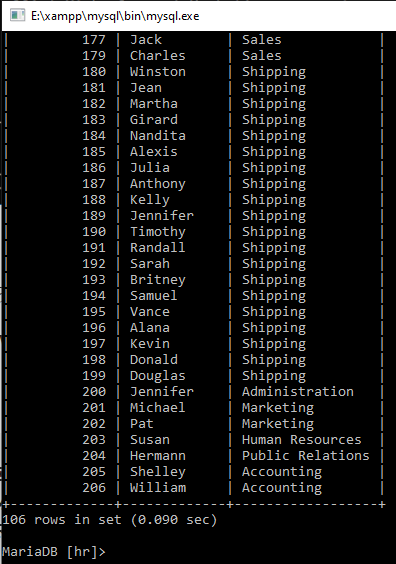 E:\xampp\mysql\bin\mysql.exe
| 177 | Jack | Sales |
| 179 | Charles | Sales |
| 180 | Winston | Shipping |
| 181 | Jean | Shipping |
| 182 | Martha | Shipping |
| 183 | Girard | Shipping |
| 184 | Nandita | Shipping |
| 185 | Alexis | Shipping |
| 186 | Julia | Shipping |
| 187 | Anthony | Shipping |
| 188 | Kelly | Shipping |
| 189 | Jennifer | Shipping |
| 190 | Timothy | Shipping |
| 191 | Randall | Shipping |
| 192 | Sarah | Shipping |
| 193 | Britney | Shipping |
| 194 | Samuel | Shipping |
| 195 | Vance | Shipping |
| 196 | Alana | Shipping |
| 197 | Kevin | Shipping |
| 198 | Donald | Shipping |
| 199 | Douglas | Shipping |
| 200 | Jennifer | Administration |
| 201 | Michael | Marketing |
| 202 | Pat | Marketing |
| 203 | Susan | Human Resources |
| 204 | Hermann | Public Relations |
| 205 | Shelley | Accounting |
| 206 | William | Accounting |
+-------------+-------------+------------------+
106 rows in set (0.090 sec)
MariaDB [hr]>